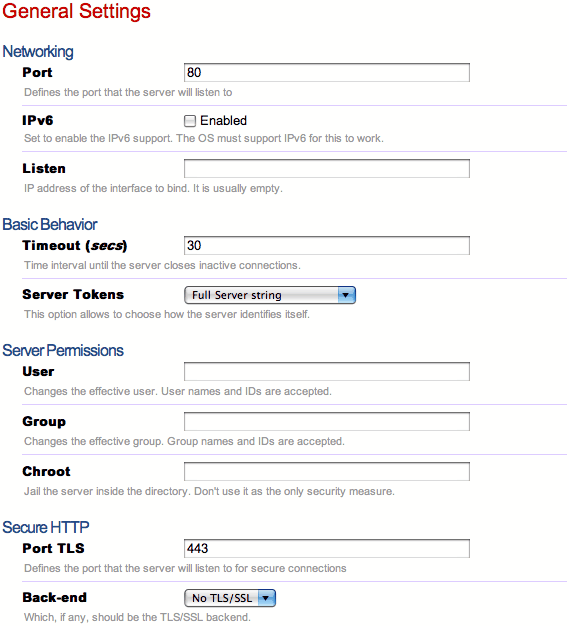 General Settings
Networking
Port 80
Defines the port that the server will listen to
IPv6 Enabled
Set to enable the IPv6 support. The OS must support IPv6 for this to work.
Listen
IP address of the interface to bind. It is usually empty.
Basic Behavior
Timeout (secs) 30
Time interval until the server closes inactive connections.
Server Tokens Full Server string
This option allows to choose how the server identifies itself.
Server Permissions
User
Changes the effective user. User names and IDs are accepted.
Group
Changes the effective group. Group names and IDs are accepted.
Chroot
Jail the server inside the directory. Don't use it as the only security measure.
Secure HTTP
Port TLS 443
Defines the port that the server will listen to for secure connections
Back-end No TLS/SSL
Which, if any, should be the TLS/SSL backend.